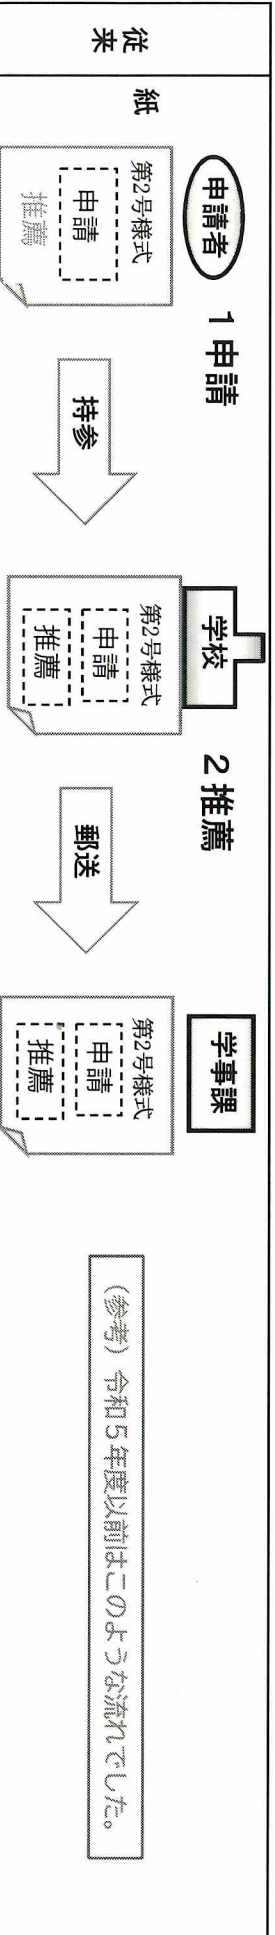 従来
紙
申請者
1 申請
第2号様式
申請
推薦
持参
学校
2 推薦
第2号様式
申請
推薦
郵送
学事課
第2号様式
申請
推薦
（参考）令和5年度以前はこのような流れでした。